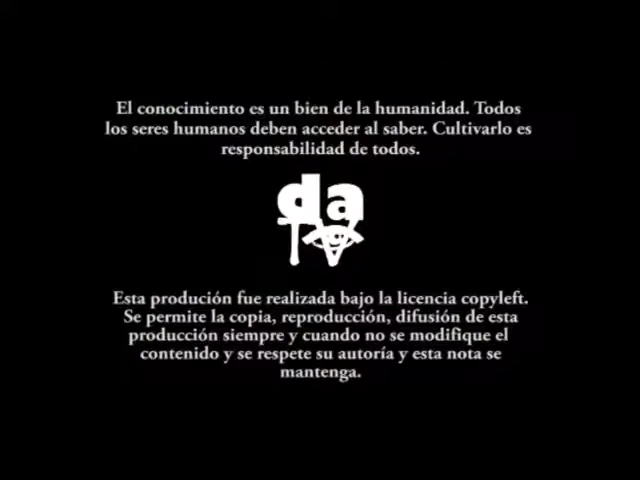 El conocimiento es un bien de la humanidad. Todos
los seres humanos deben acceder al saber. Cultivarlo es
responsabilidad de todos.
da
TV
Esta produción fue realizada bajo la licencia copyleft.
Se permite la copia, reproducción, difusión de esta
producción siempre y cuando no se modifique el
contenido y se respete su autoría y esta nota se
mantenga.